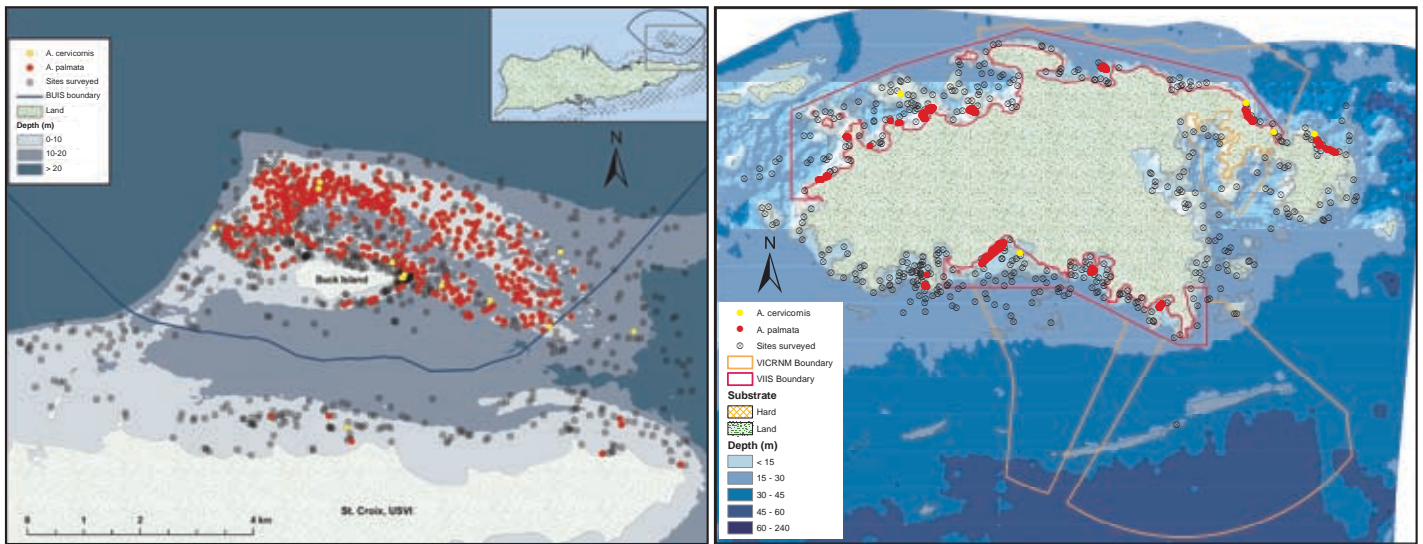 A. cervicornis
A. palmata
Sites surveyed
BUIS boundary
Land
Depth (m)
0-10
10-20
> 20
N
Buck Island
St. Croix, USVI
0 1 2 4 km
N
A. cervicornis
A. palmata
Sites surveyed
VICRNM Boundary
VIIS Boundary
Substrate
Hard
Land
Depth (m)
< 15
15 - 30
30 - 45
45 - 60
60 - 240